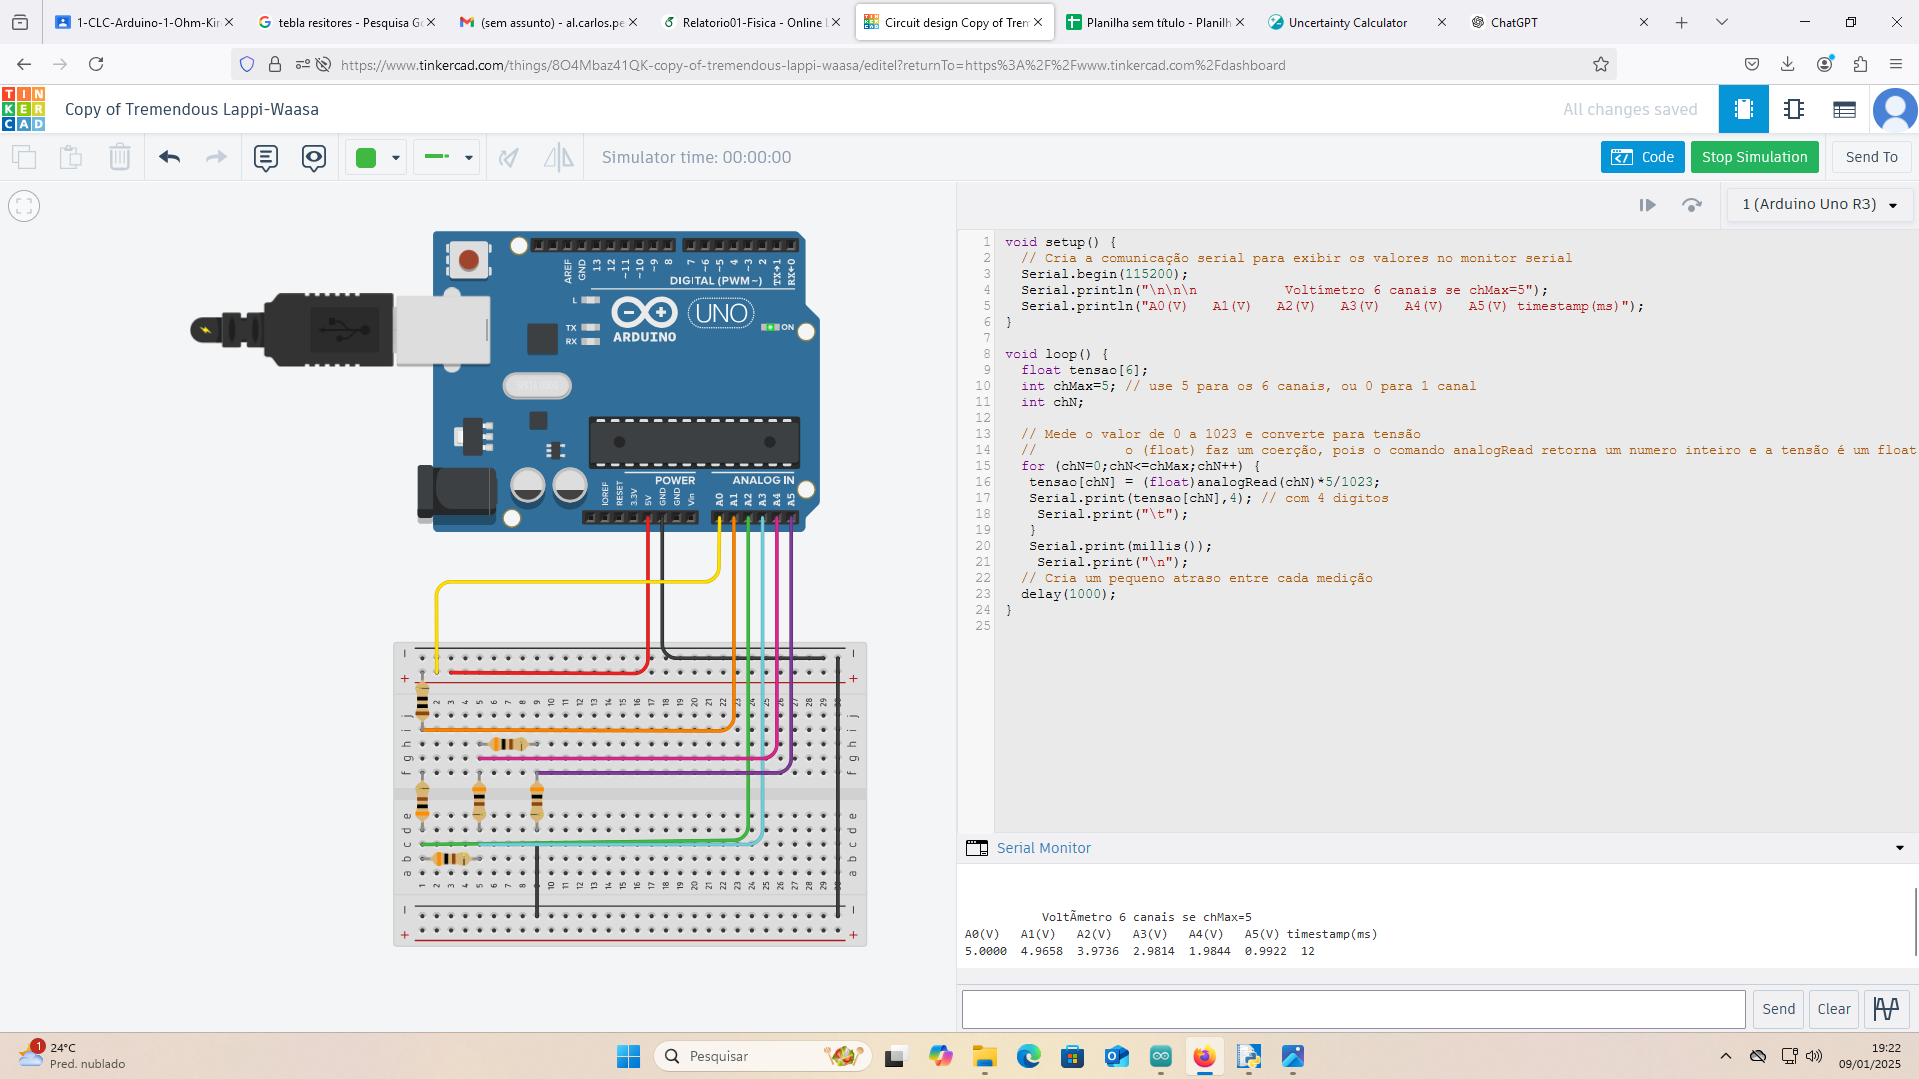 1-CLC-Arduino-1-Ohm-Kir
tebla resitores - Pesquisa Go
(sem assunto) - al.carlos.pe
Relatorio01-Fisica - Online L
Circuit design Copy of Trem
Planilha sem título - Planilh
Uncertainty Calculator
ChatGPT
https://www.tinkercad.com/things/8O4Mbaz41QK-copy-of-tremendous-lappi-waasa/editel?returnTo=https%3A%2F%2Fwww.tinkercad.com%2Fdashboard
TIN
KER
CAD
Copy of Tremendous Lappi-Waasa
All changes saved
Simulator time: 00:00:00
Code
Stop Simulation
Send To
1 (Arduino Uno R3)
AREF
GND
13
12
~11
~10
~9
8
7
~6
~5
4
~3
2
TX→1
RX←0
DIGITAL (PWM~)
L
TX
RX
UNO
ARDUINO
ON
POWER
ANALOG IN
IOREF
RESET
3.3V
5V
GND
GND
Vin
A0
A1
A2
A3
A4
A5
1 void setup() {
2 // Cria a comunicação serial para exibir os valores no monitor serial
3 Serial.begin(115200);
4 Serial.println("\n\n\n           Voltímetro 6 canais se chMax=5");
5 Serial.println("A0(V)   A1(V)   A2(V)   A3(V)   A4(V)   A5(V) timestamp(ms)");
6 }
7
8 void loop() {
9 float tensao[6];
10 int chMax=5; // use 5 para os 6 canais, ou 0 para 1 canal
11 int chN;
12
13 // Mede o valor de 0 a 1023 e converte para tensão
14 //           o (float) faz um coerção, pois o comando analogRead retorna um numero inteiro e a tensão é um float
15 for (chN=0;chN<=chMax;chN++) {
16 tensao[chN] = (float)analogRead(chN)*5/1023;
17 Serial.print(tensao[chN],4); // com 4 digitos
18 Serial.print("\t");
19 }
20 Serial.print(millis());
21 Serial.print("\n");
22 // Cria um pequeno atraso entre cada medição
23 delay(1000);
24 }
25
Serial Monitor
VoltÃmetro 6 canais se chMax=5
A0(V)   A1(V)   A2(V)   A3(V)   A4(V)   A5(V) timestamp(ms)
5.0000  4.9658  3.9736  2.9814  1.9844  0.9922  12
Send
Clear
1
24°C
Pred. nublado
Pesquisar
19:22
09/01/2025